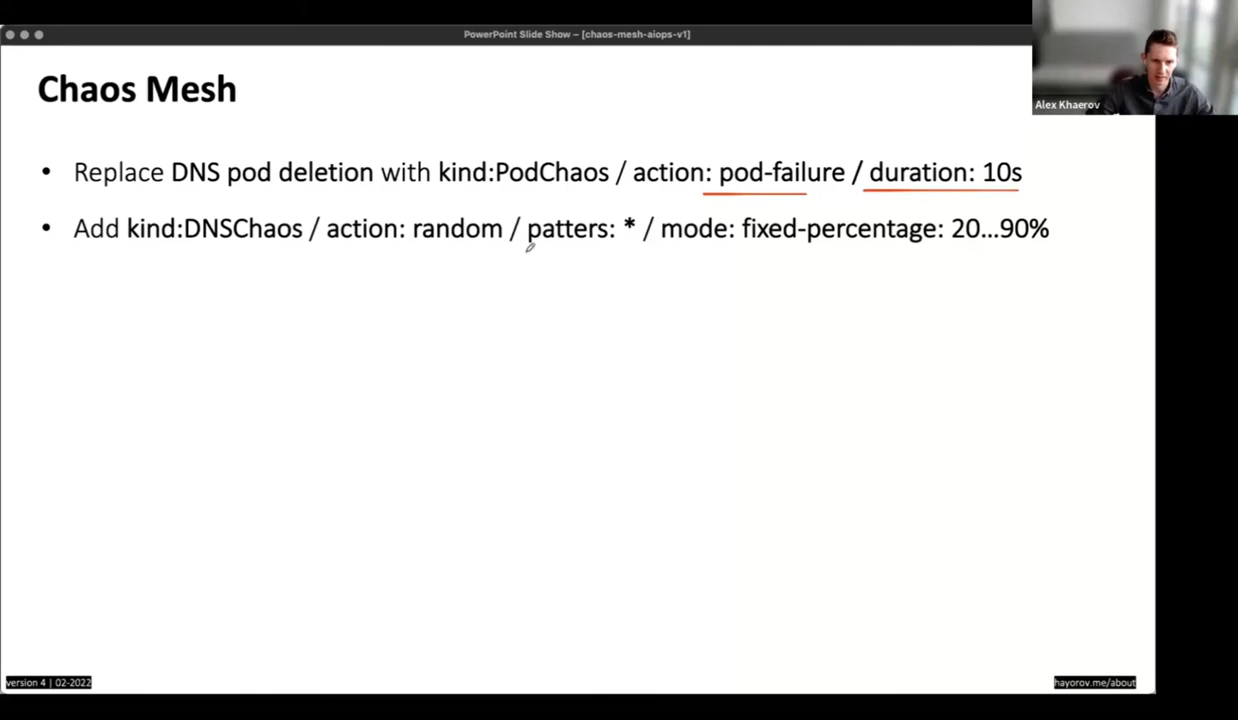 PowerPoint Slide Show – [chaos-mesh-aiops-v1]
Alex Khaerov
Chaos Mesh
• Replace DNS pod deletion with kind:PodChaos / action: pod-failure / duration: 10s
• Add kind:DNSChaos / action: random / patters: * / mode: fixed-percentage: 20...90%
version 4 | 02-2022
hayorov.me/about